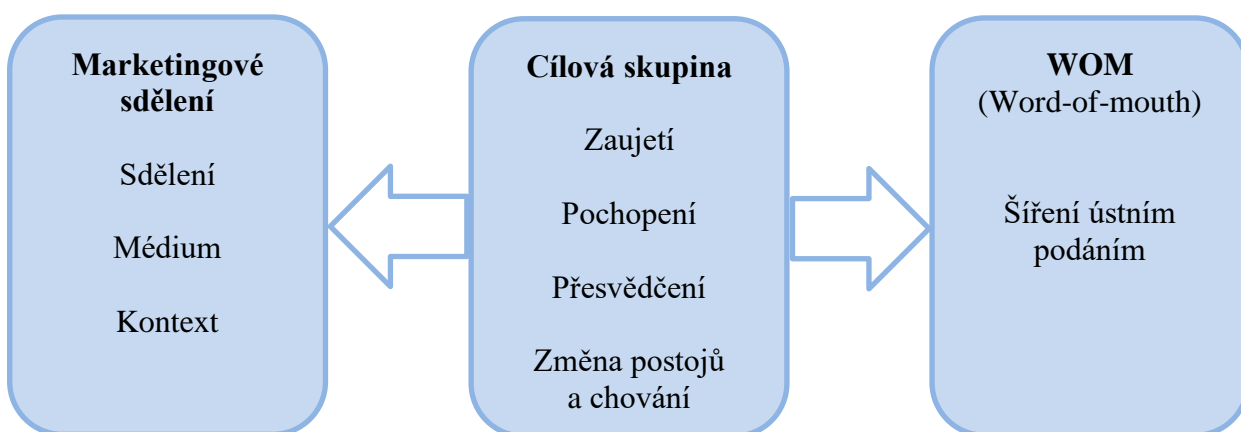 Marketingové
sdělení
Sdělení
Médium
Kontext
Cílová skupina
Zaujetí
Pochopení
Přesvědčení
Změna postojů
a chování
WOM
(Word-of-mouth)
Šíření ústním
podáním